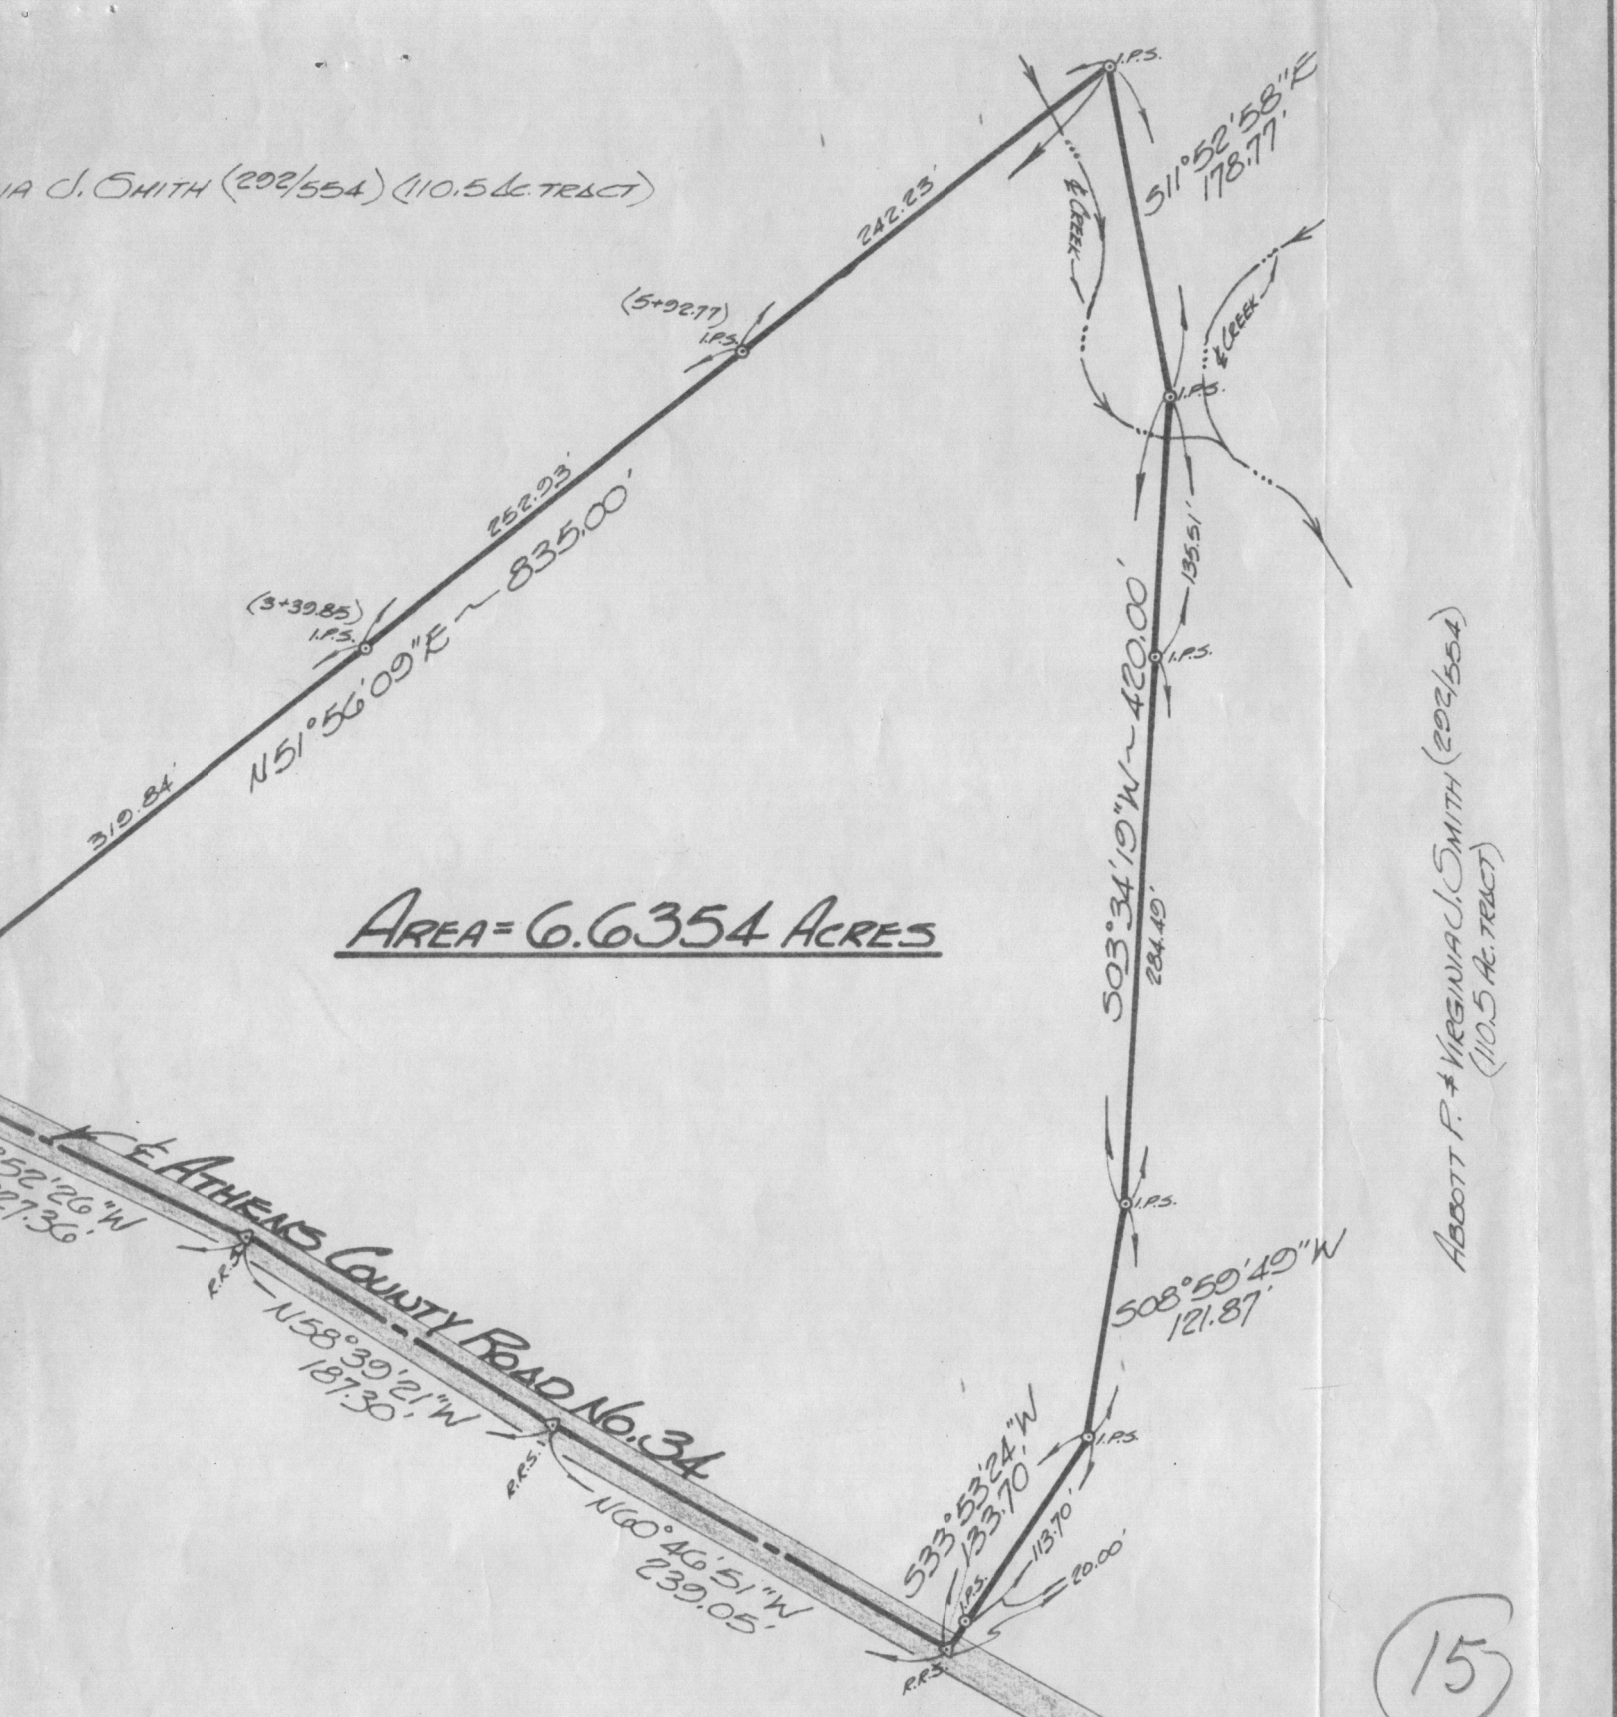 I.P.S.
S11°52'58"E
178.77'
IA J. SMITH (292/554) (110.5 AC. TRACT)
242.23'
℄ CREEK
(5+92.77)
I.P.S.
℄ CREEK
I.P.S.
252.93'
N51°56'09"E ~ 835.00'
135.51'
(3+39.85)
I.P.S.
I.P.S.
S03°34'19"W ~ 420.00'
284.49'
319.84'
AREA = 6.6354 ACRES
ABBOTT P. & VIRGINIA J. SMITH (292/554)
(110.5 AC. TRACT)
I.P.S.
℄ ATHENS COUNTY ROAD NO. 34
°52'26"W
27.36'
R.R.S.
N58°39'21"W
187.30'
S08°59'49"W
121.87'
I.P.S.
R.R.S.
N60°46'51"W
239.05'
S33°53'24"W
133.70'
113.70'
20.00'
I.P.S.
R.R.S.
15